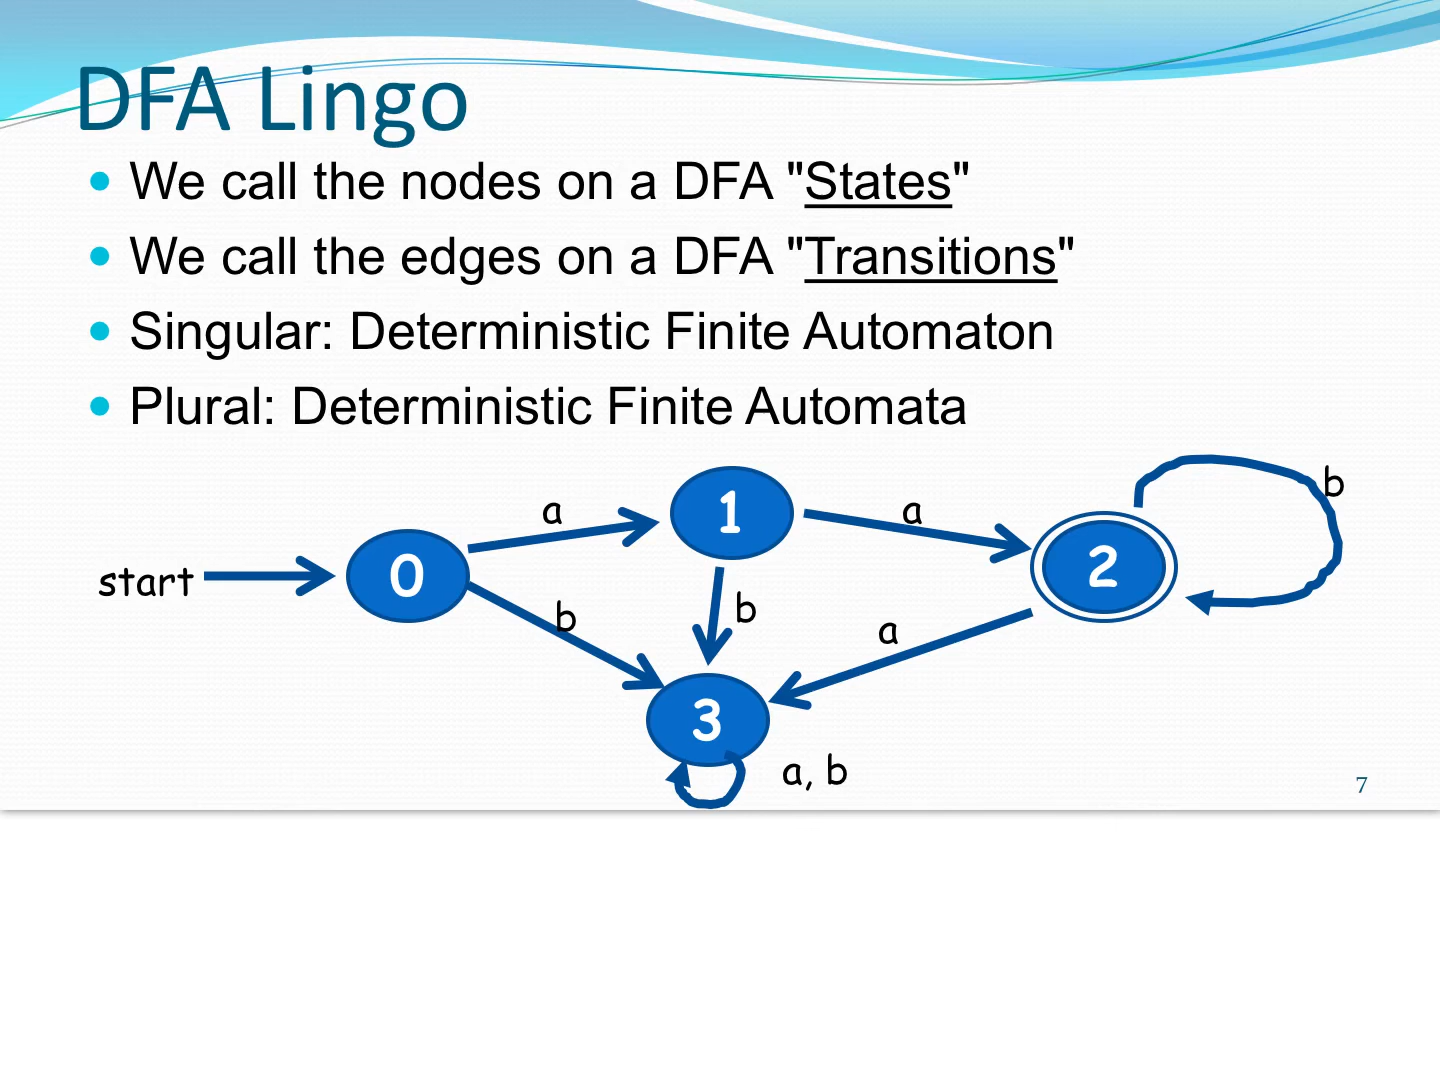 DFA Lingo
We call the nodes on a DFA "States"
We call the edges on a DFA "Transitions"
Singular: Deterministic Finite Automaton
Plural: Deterministic Finite Automata
b
a
1
a
2
start
0
b
b
a
3
a, b
7